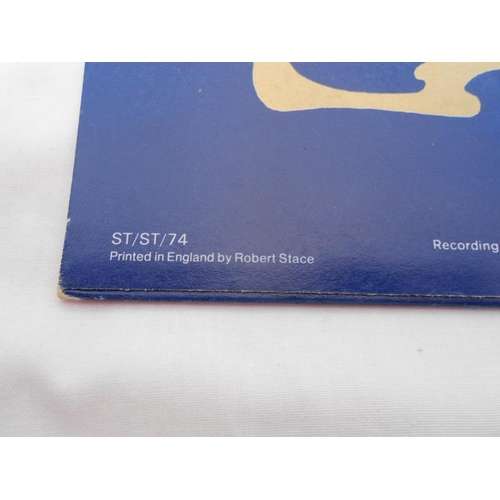 ST/ST/74
Printed in England by Robert Stace
Recording